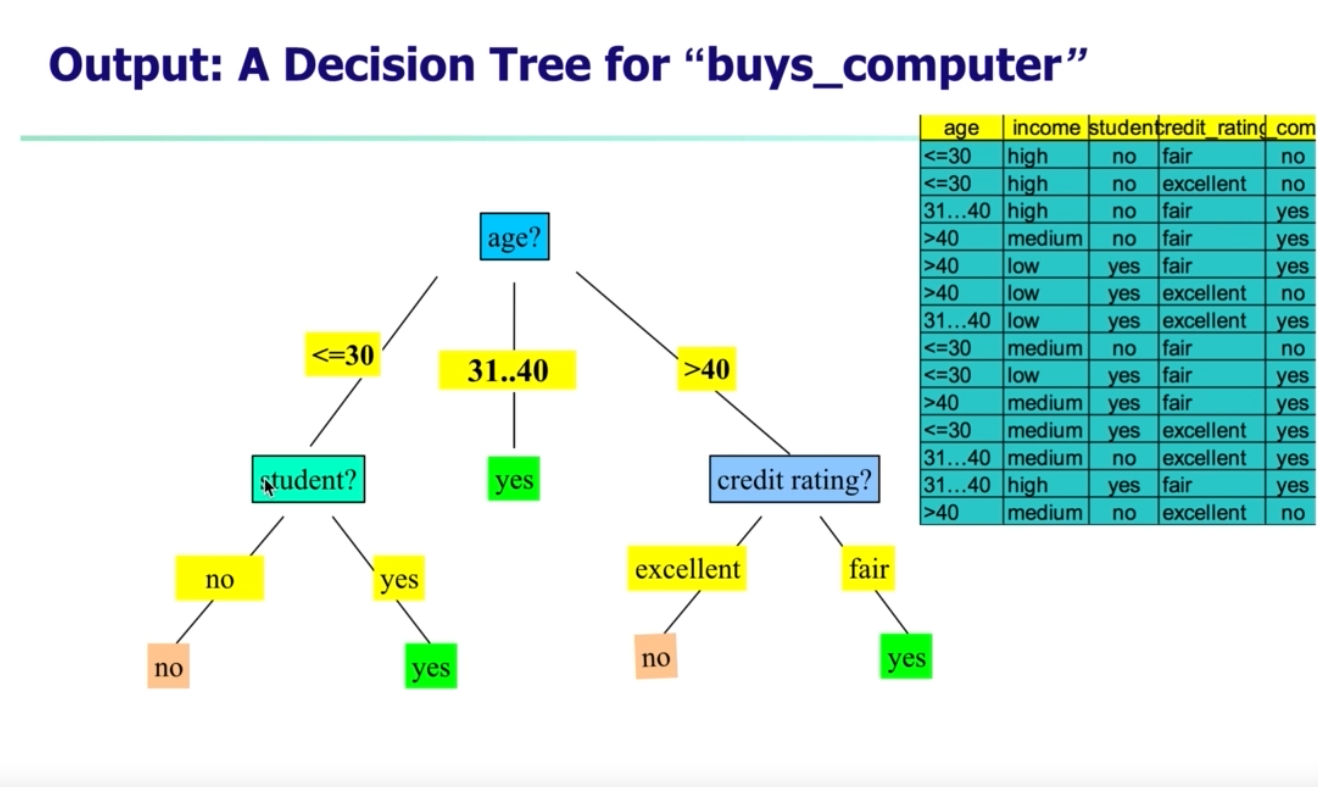 Output: A Decision Tree for “buys_computer”
age income student credit_rating _com
<=30 high no fair no
<=30 high no excellent no
31…40 high no fair yes
>40 medium no fair yes
>40 low yes fair yes
>40 low yes excellent no
31…40 low yes excellent yes
<=30 medium no fair no
<=30 low yes fair yes
>40 medium yes fair yes
<=30 medium yes excellent yes
31…40 medium no excellent yes
31…40 high yes fair yes
>40 medium no excellent no
age?
<=30 31..40 >40
student? yes credit rating?
no yes excellent fair
no yes no yes